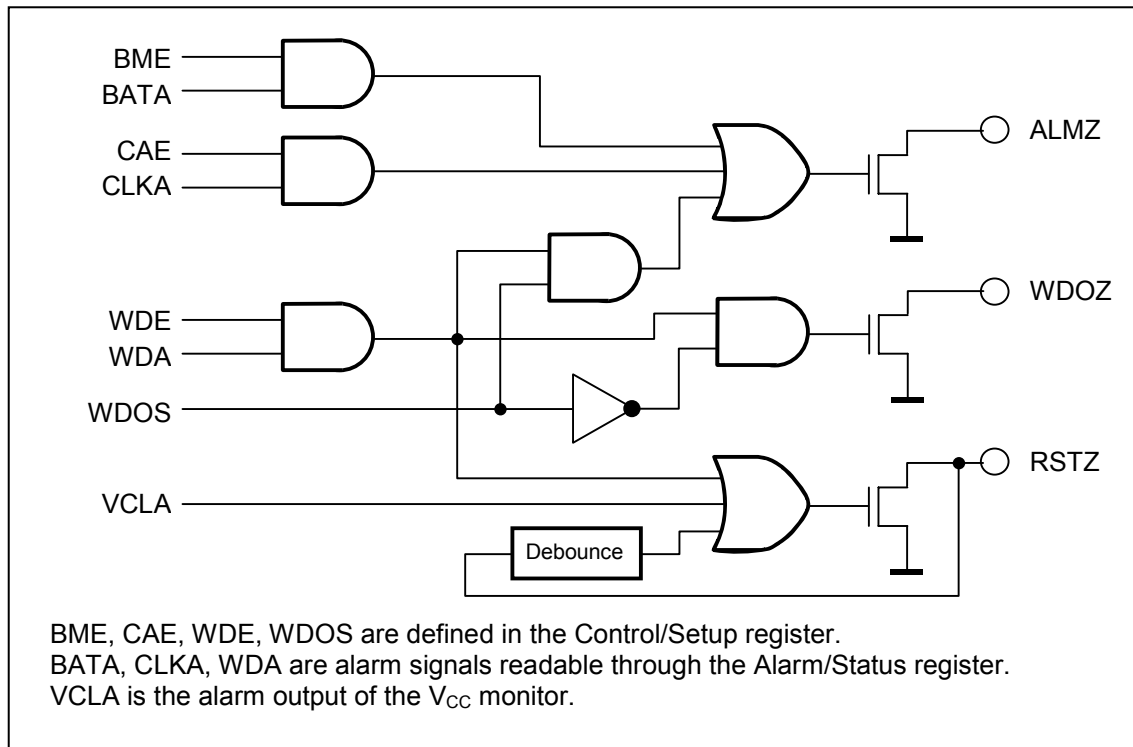 BME
BATA
CAE
CLKA
ALMZ
WDE
WDA
WDOZ
WDOS
VCLA
RSTZ
Debounce
BME, CAE, WDE, WDOS are defined in the Control/Setup register.
BATA, CLKA, WDA are alarm signals readable through the Alarm/Status register.
VCLA is the alarm output of the VCC monitor.